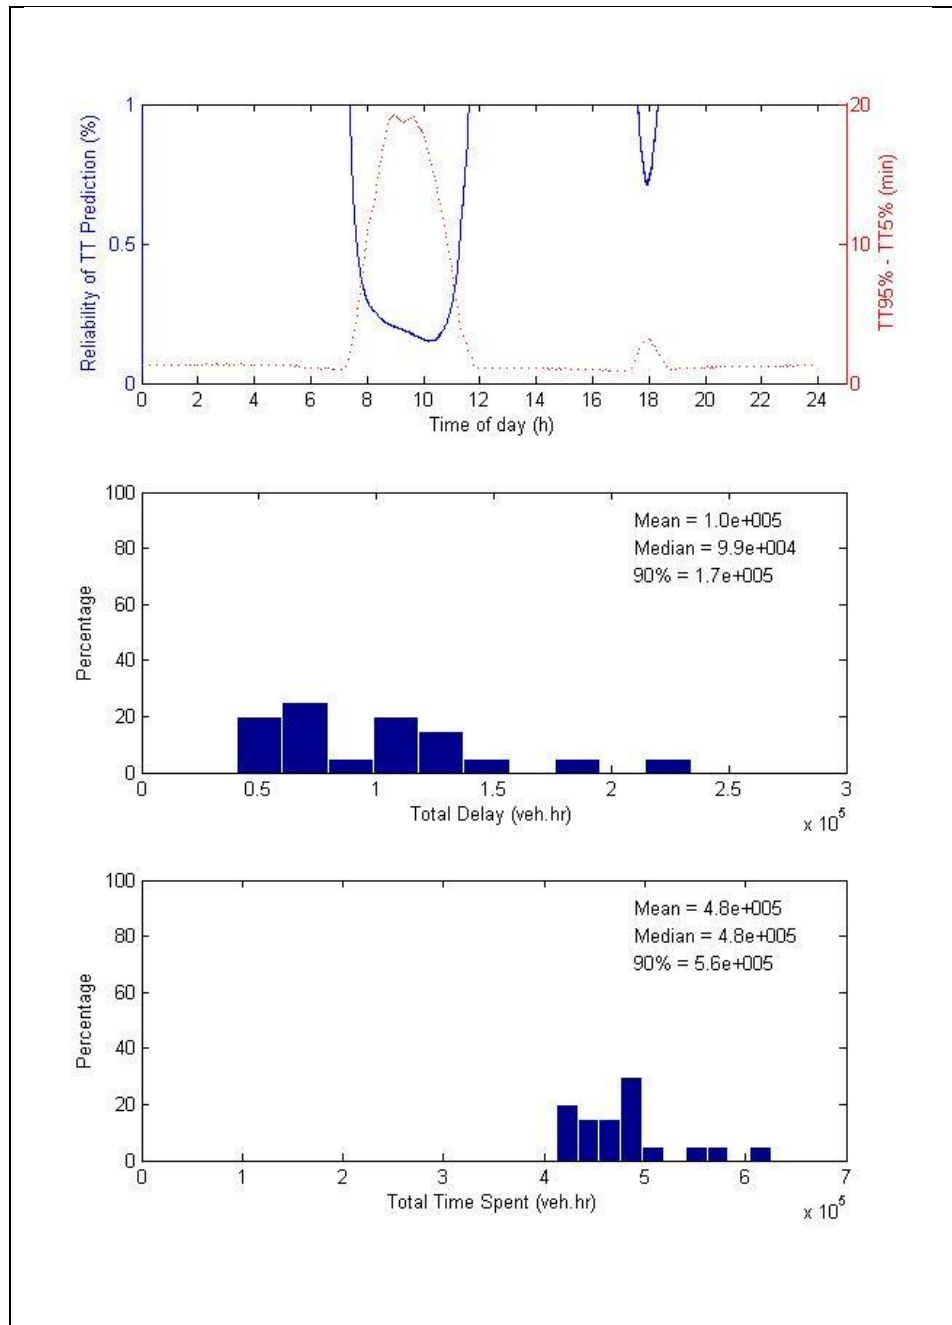 Reliability of TT Prediction (%)
1
0.5
0
20
10
0
TT95% - TT5% (min)
0 2 4 6 8 10 12 14 16 18 20 22 24
Time of day (h)
Percentage
100
80
60
40
20
0
Mean = 1.0e+005
Median = 9.9e+004
90% = 1.7e+005
0 0.5 1 1.5 2 2.5 3
Total Delay (veh.hr)
x 10^5
Percentage
100
80
60
40
20
0
Mean = 4.8e+005
Median = 4.8e+005
90% = 5.6e+005
0 1 2 3 4 5 6 7
Total Time Spent (veh.hr)
x 10^5